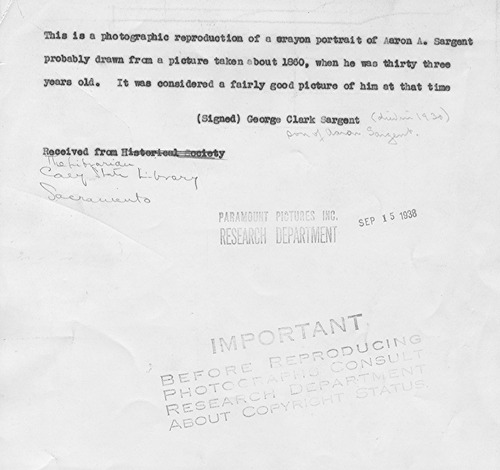 This is a photographic reproduction of a crayon portrait of Aaron A. Sargent
probably drawn from a picture taken about 1860, when he was thirty three
years old. It was considered a fairly good picture of him at that time
(Signed) George Clark Sargent (died in 1930)
son of Aaron Sargent.
Received from Historical Society
The Librarian
State Library
Sacramento
PARAMOUNT PICTURES INC.
RESEARCH DEPARTMENT
SEP 15 1938
IMPORTANT
BEFORE REPRODUCING
PHOTOGRAPHS CONSULT
RESEARCH DEPARTMENT
ABOUT COPYRIGHT STATUS